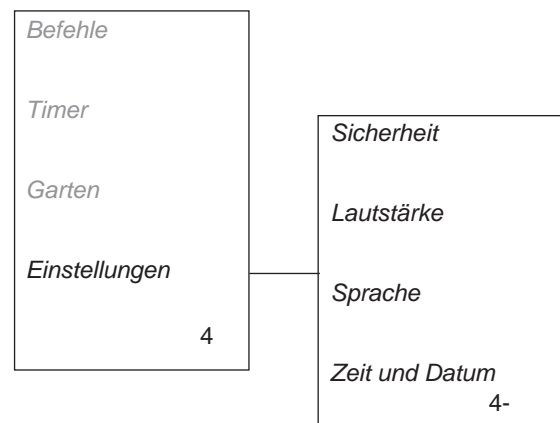 Befehle
Timer
Garten
Einstellungen
4
Sicherheit
Lautstärke
Sprache
Zeit und Datum
4-